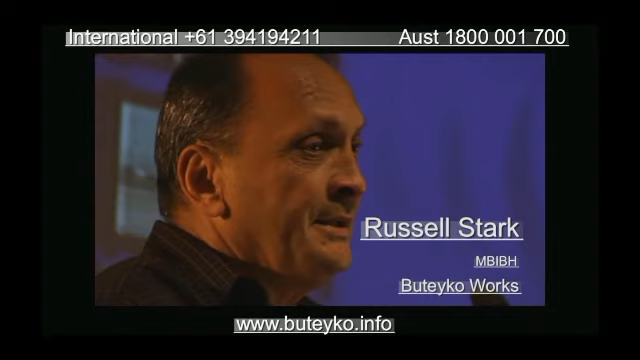 International +61 394194211 Aust 1800 001 700
Russell Stark
MBIBH
Buteyko Works
www.buteyko.info